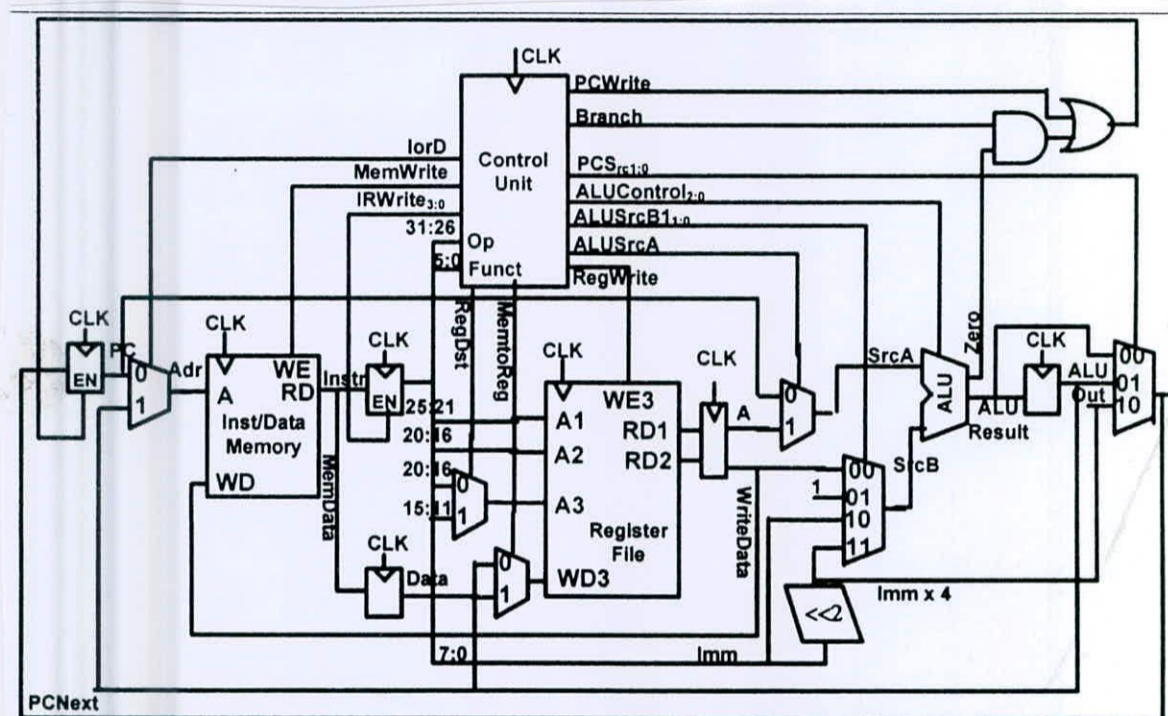 CLK
PCWrite
Branch
IorD
MemWrite
IRWrite3:0
31:26
5:0
Control
Unit
Op
Funct
PCSrc1:0
ALUControl2:0
ALUSrcB11:0
ALUSrcA
RegWrite
CLK
EN
PC
0
1
Adr
CLK
A
WE
RD
Inst/Data
Memory
WD
Instr
MemData
CLK
EN
RegDst
MemtoReg
25:21
20:16
20:16
15:11
0
1
CLK
Data
0
1
CLK
WE3
A1
RD1
A2
RD2
A3
Register
File
WD3
CLK
A
WriteData
0
1
SrcA
00
1
01
10
11
SrcB
ALU
Zero
ALU
Result
CLK
ALU
Out
00
01
10
<<2
Imm x 4
7:0
Imm
PCNext